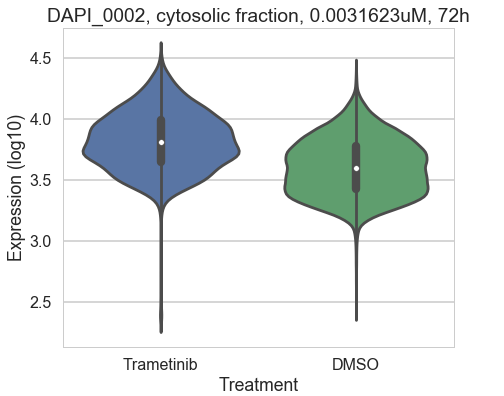 DAPI_0002, cytosolic fraction, 0.0031623uM, 72h
4.5
4.0
3.5
3.0
2.5
Expression (log10)
Trametinib
DMSO
Treatment